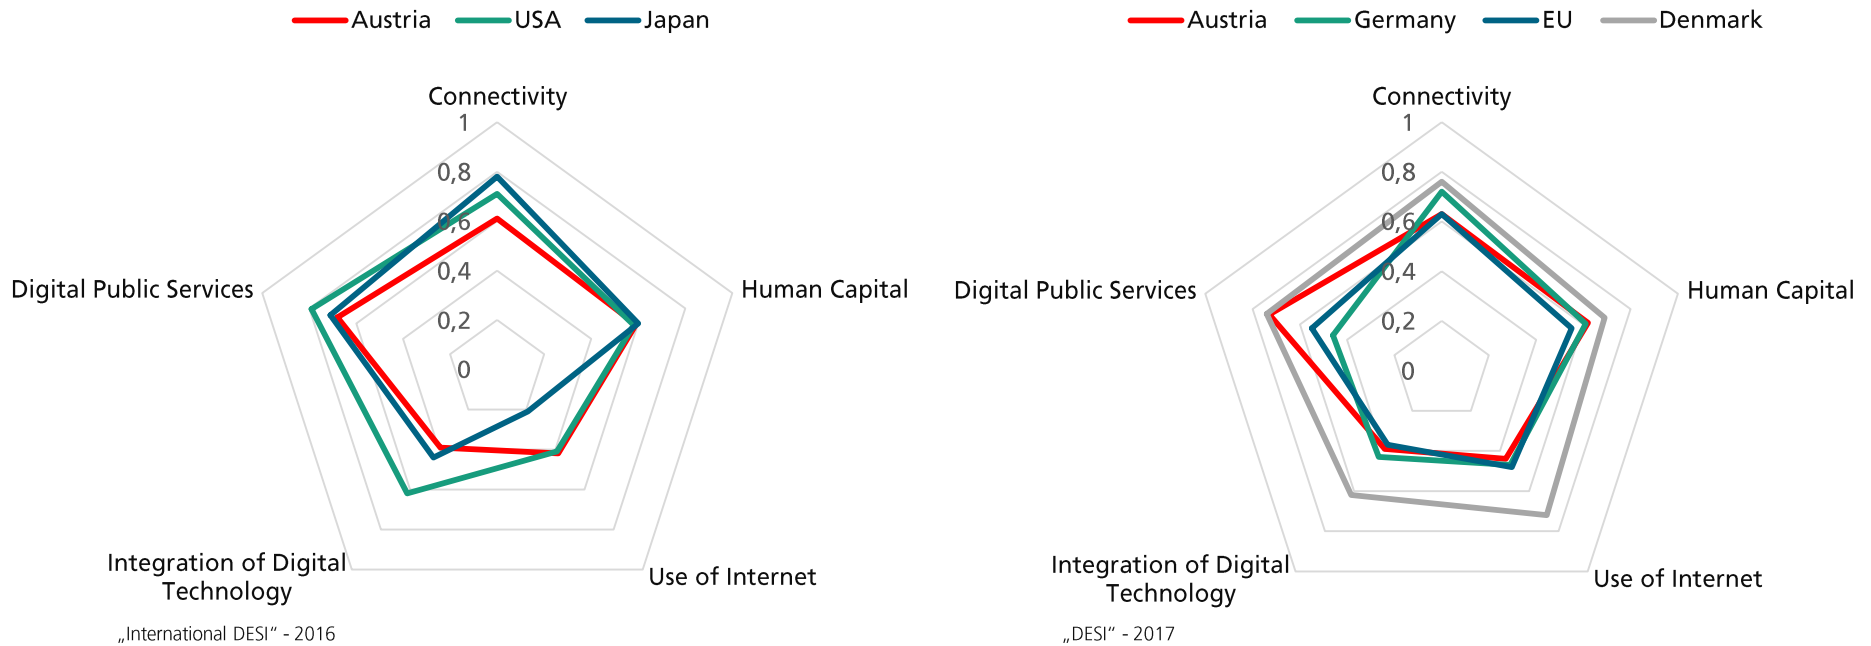 Austria USA Japan
Connectivity
1
0,8
0,6
0,4
0,2
0
Human Capital
Use of Internet
Integration of Digital
Technology
Digital Public Services
„International DESI“ - 2016
Austria Germany EU Denmark
Connectivity
1
0,8
0,6
0,4
0,2
0
Human Capital
Use of Internet
Integration of Digital
Technology
Digital Public Services
„DESI“ - 2017